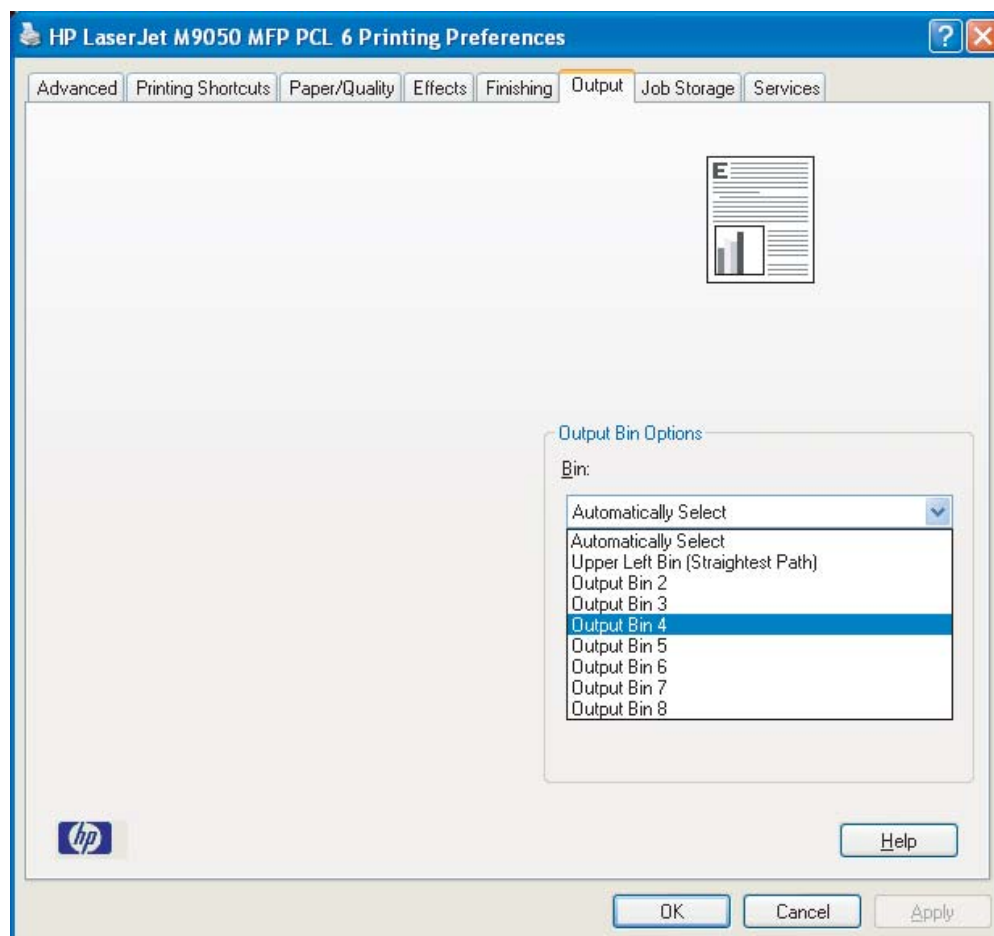 HP LaserJet M9050 MFP PCL 6 Printing Preferences
Advanced Printing Shortcuts Paper/Quality Effects Finishing Output Job Storage Services
E
Output Bin Options
Bin:
Automatically Select
Automatically Select
Upper Left Bin (Straightest Path)
Output Bin 2
Output Bin 3
Output Bin 4
Output Bin 5
Output Bin 6
Output Bin 7
Output Bin 8
hp
Help
OK Cancel Apply